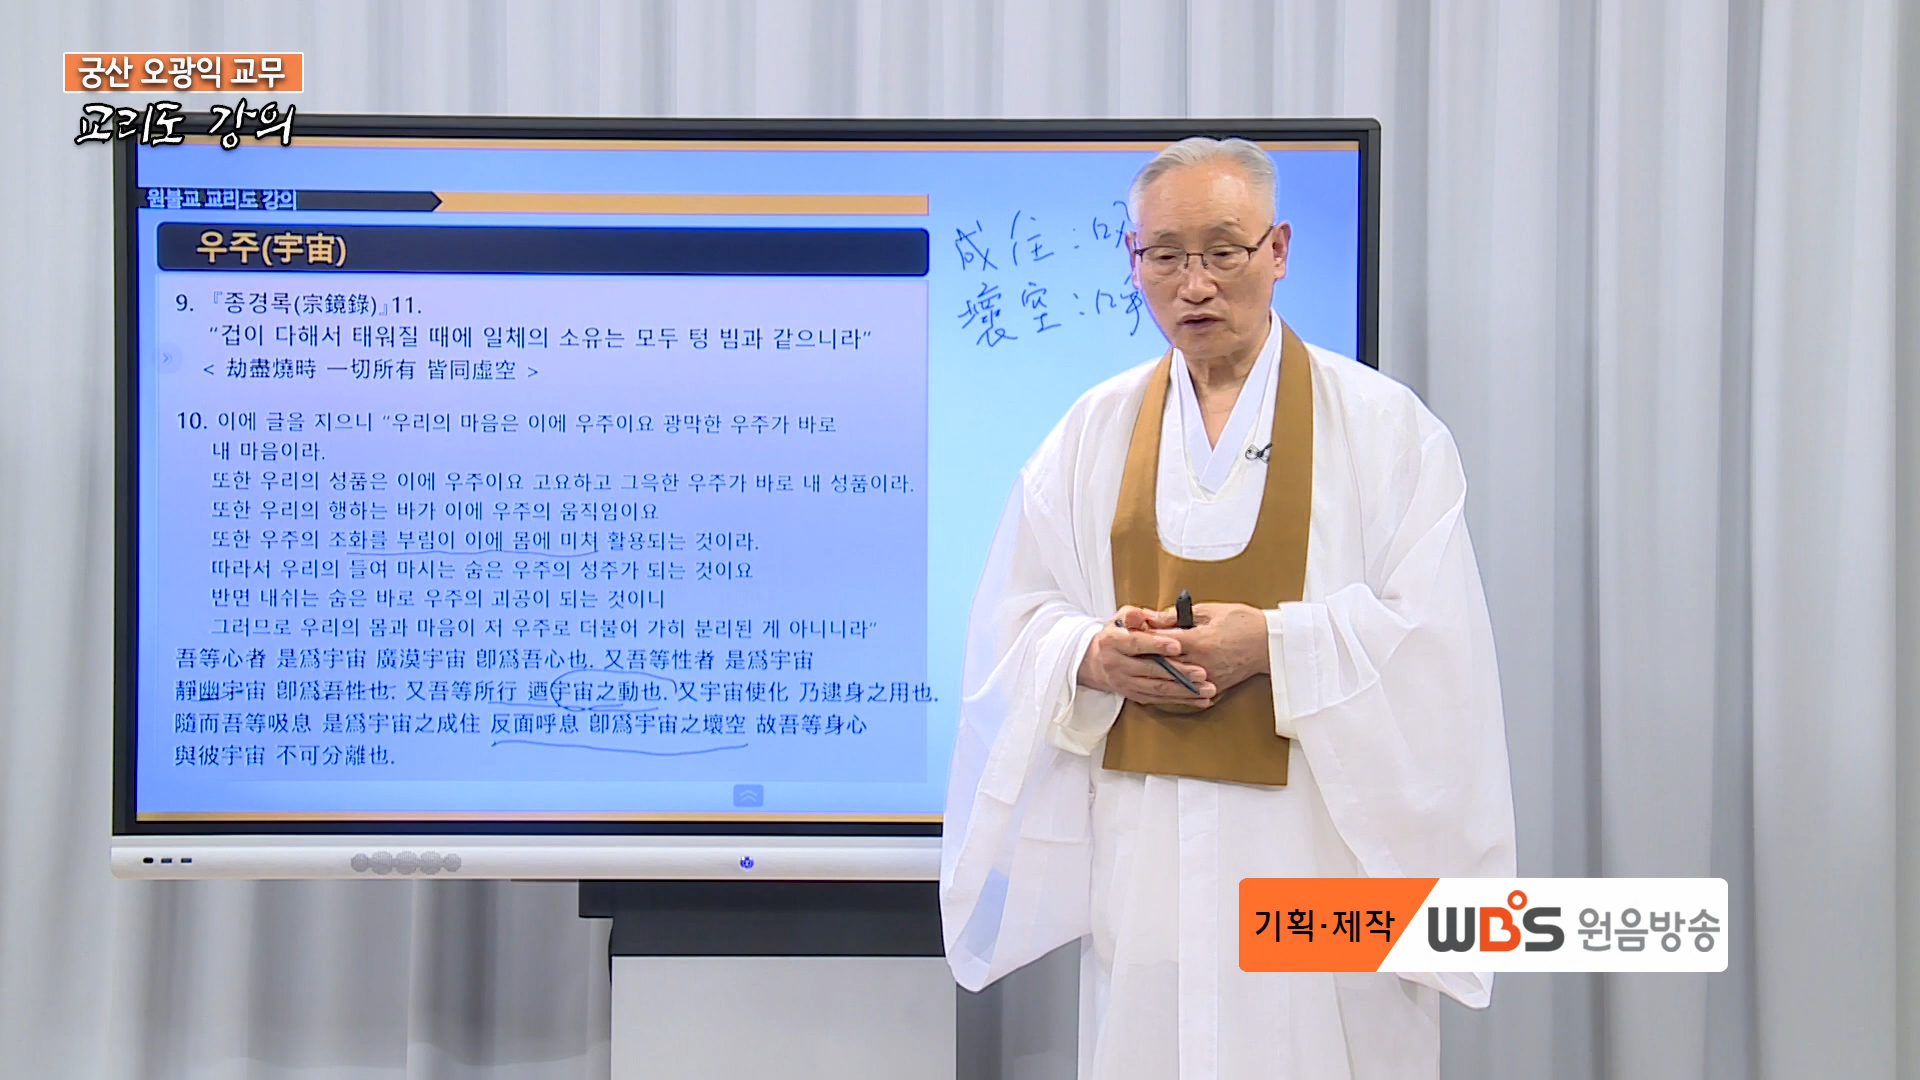 궁산 오광익 교무
교리도 강의
원불교 교리도 강의
우주(宇宙)
9. 『종경록(宗鏡錄)』11.
“겁이 다해서 태워질 때에 일체의 소유는 모두 텅 빔과 같으니라”
< 劫盡燒時 一切所有 皆同虛空 >
10. 이에 글을 지으니 “우리의 마음은 이에 우주이요 광막한 우주가 바로
내 마음이라.
또한 우리의 성품은 이에 우주이요 고요하고 그윽한 우주가 바로 내 성품이라.
또한 우리의 행하는 바가 이에 우주의 움직임이요
또한 우주의 조화를 부림이 이에 몸에 미쳐 활용되는 것이라.
따라서 우리의 들여 마시는 숨은 우주의 성주가 되는 것이요
반면 내쉬는 숨은 바로 우주의 괴공이 되는 것이니
그러므로 우리의 몸과 마음이 저 우주로 더불어 가히 분리된 게 아니니라”
吾等心者 是爲宇宙 廣漠宇宙 卽爲吾心也. 又吾等性者 是爲宇宙
靜幽宇宙 卽爲吾性也. 又吾等所行 迺宇宙之動也. 又宇宙使化 乃逮身之用也.
隨而吾等吸息 是爲宇宙之成住 反面呼息 卽爲宇宙之壞空 故吾等身心
與彼宇宙 不可分離也.
成住:吸
壞空:呼
기획·제작 WBS 원음방송